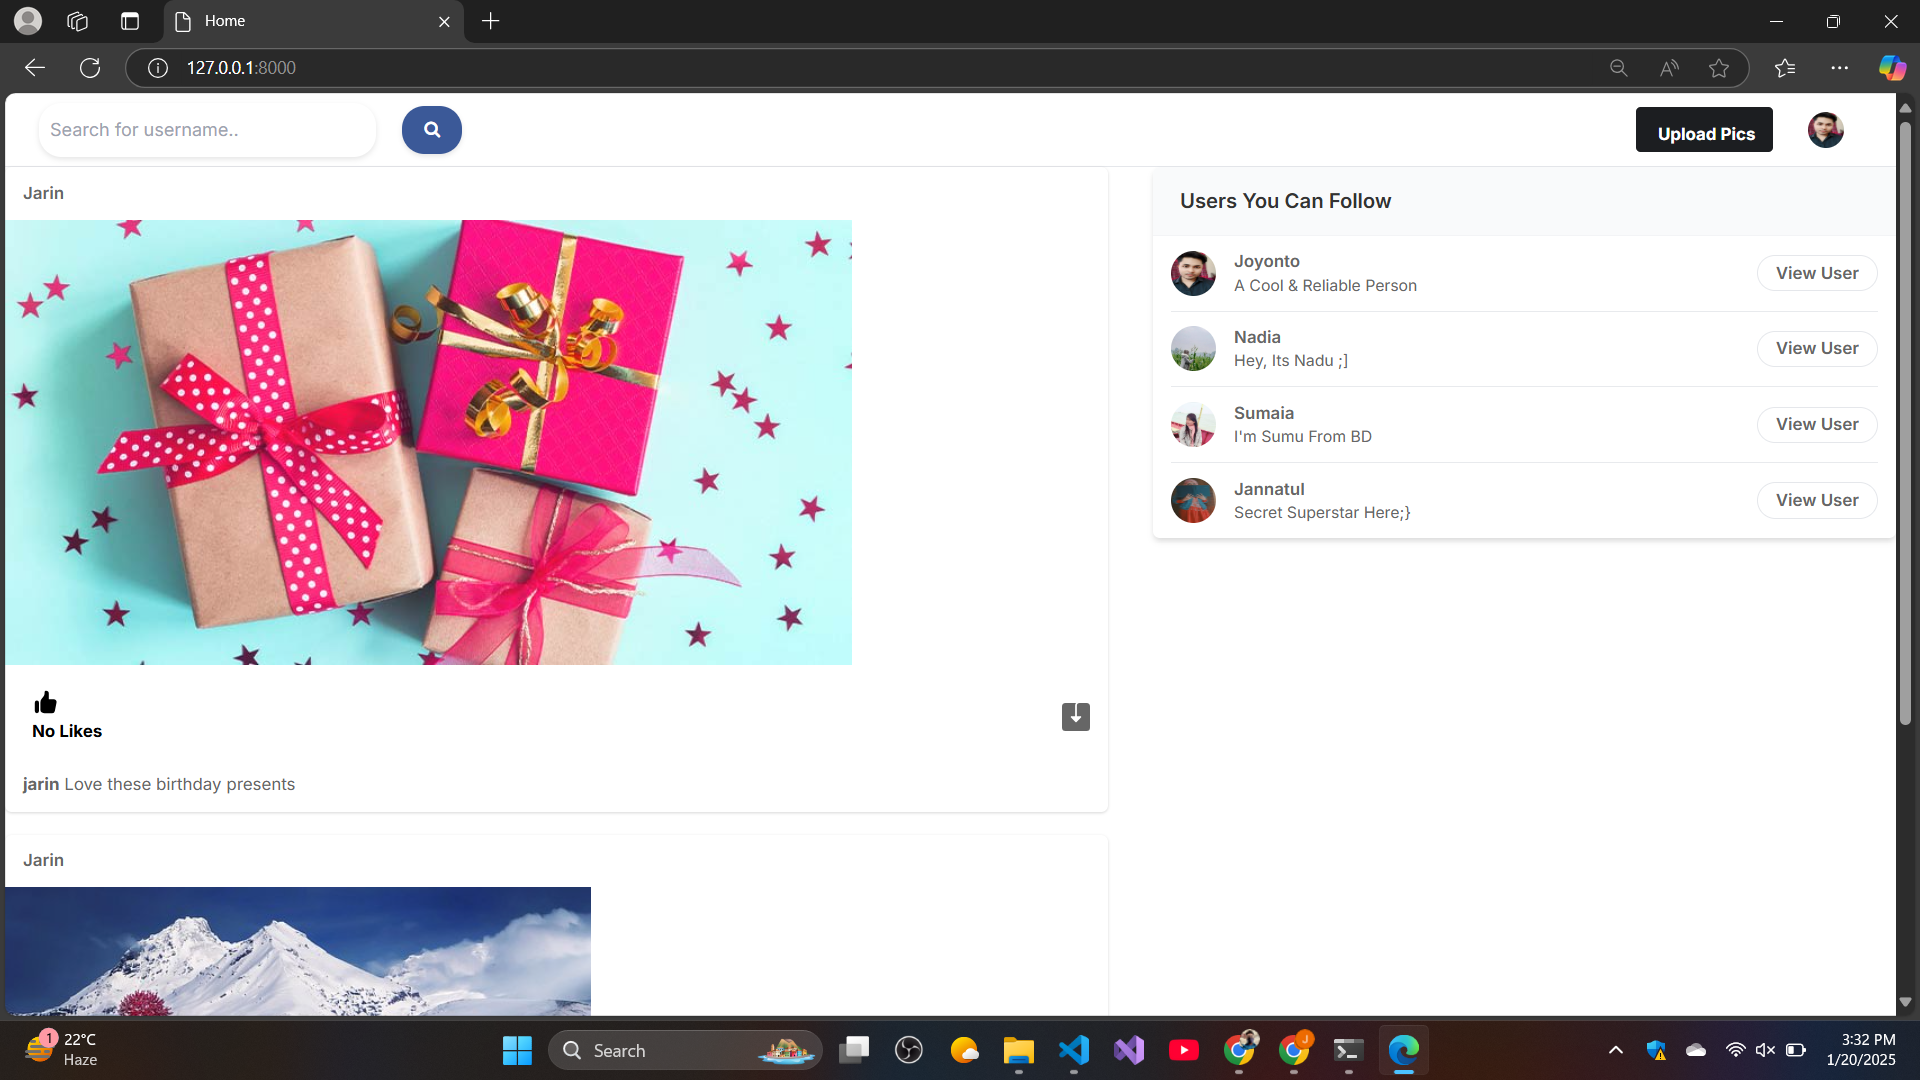 Home
127.0.0.1:8000
Search for username..
Upload Pics
Jarin
No Likes
jarin Love these birthday presents
Jarin
Users You Can Follow
Joyonto
A Cool & Reliable Person
View User
Nadia
Hey, Its Nadu ;]
View User
Sumaia
I'm Sumu From BD
View User
Jannatul
Secret Superstar Here;}
View User
1
22°C
Haze
Search
J
3:32 PM
1/20/2025